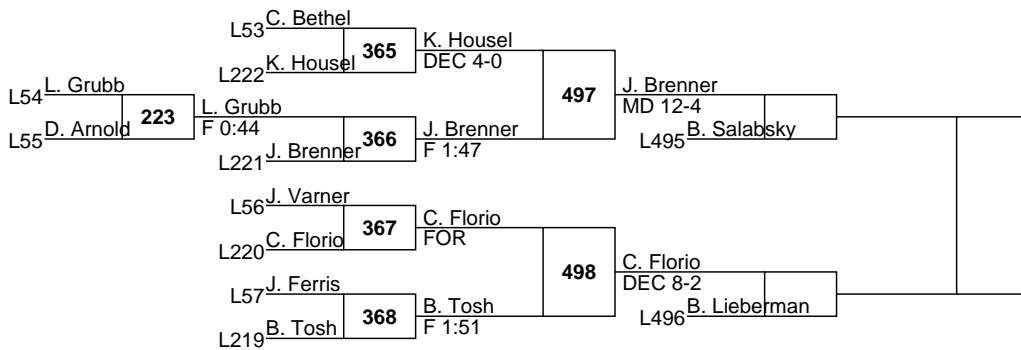 C. Bethel
L53
365
K. Housel
DEC 4-0
K. Housel
L222
L. Grubb
L54
223
L. Grubb
F 0:44
D. Arnold
L55
366
J. Brenner
F 1:47
J. Brenner
L221
497
J. Brenner
MD 12-4
B. Salabsky
L495
J. Varner
L56
367
C. Florio
FOR
C. Florio
L220
498
C. Florio
DEC 8-2
J. Ferris
L57
368
B. Tosh
F 1:51
B. Tosh
L219
B. Lieberman
L496